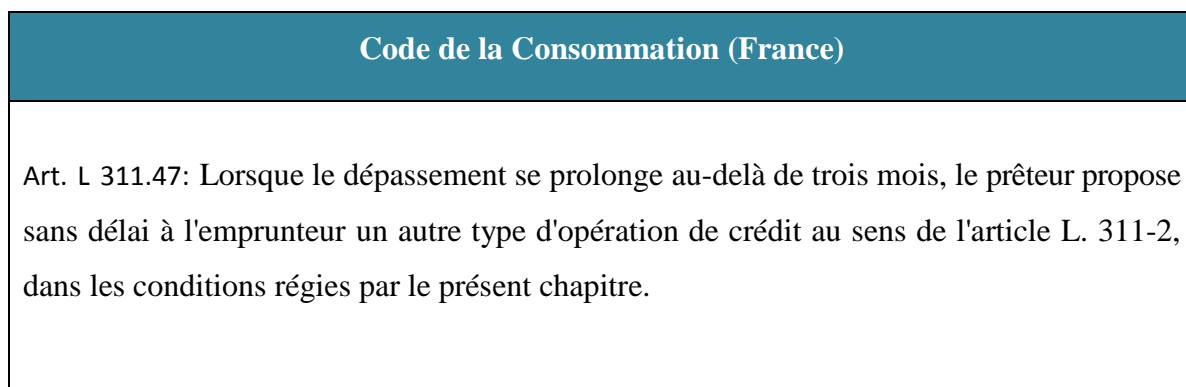 Code de la Consommation (France)
Art. L 311.47: Lorsque le dépassement se prolonge au-delà de trois mois, le prêteur propose
sans délai à l'emprunteur un autre type d'opération de crédit au sens de l'article L. 311-2,
dans les conditions régies par le présent chapitre.